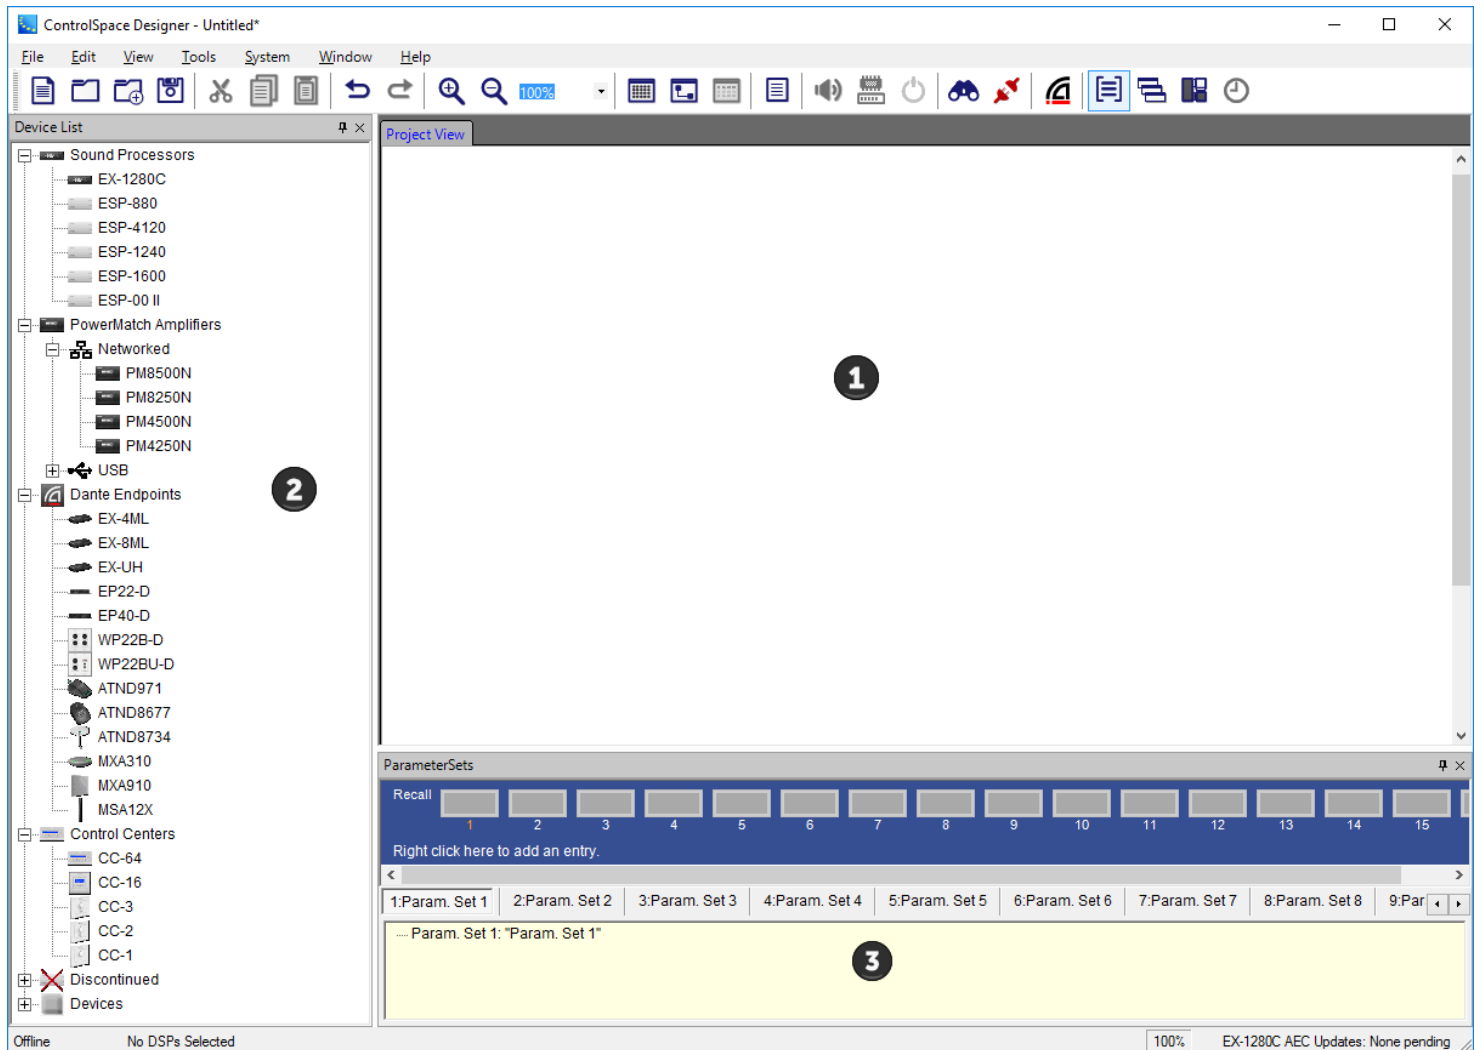 ControlSpace Designer - Untitled*
File Edit View Tools System Window Help
100%
Device List
Sound Processors
EX-1280C
ESP-880
ESP-4120
ESP-1240
ESP-1600
ESP-00 II
PowerMatch Amplifiers
Networked
PM8500N
PM8250N
PM4500N
PM4250N
USB
Dante Endpoints
EX-4ML
EX-8ML
EX-UH
EP22-D
EP40-D
WP22B-D
WP22BU-D
ATND971
ATND8677
ATND8734
MXA310
MXA910
MSA12X
Control Centers
CC-64
CC-16
CC-3
CC-2
CC-1
Discontinued
Devices
2
Project View
1
ParameterSets
Recall
1 2 3 4 5 6 7 8 9 10 11 12 13 14 15
Right click here to add an entry.
1:Param. Set 1 2:Param. Set 2 3:Param. Set 3 4:Param. Set 4 5:Param. Set 5 6:Param. Set 6 7:Param. Set 7 8:Param. Set 8 9:Par
Param. Set 1: "Param. Set 1"
3
Offline No DSPs Selected 100% EX-1280C AEC Updates: None pending